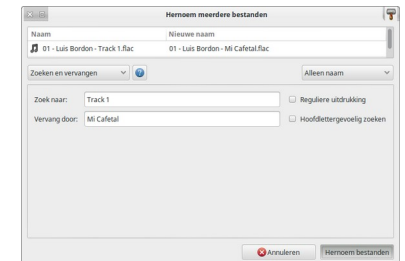 Hernoem meerdere bestanden
Naam Nieuwe naam
01 - Luis Bordon - Track 1.flac 01 - Luis Bordon - Mi Cafetal.flac
Zoeken en vervangen Alleen naam
Zoek naar: Track 1 Reguliere uitdrukking
Vervang door: Mi Cafetal Hoofdlettergevoelig zoeken
Annuleren Hernoem bestanden